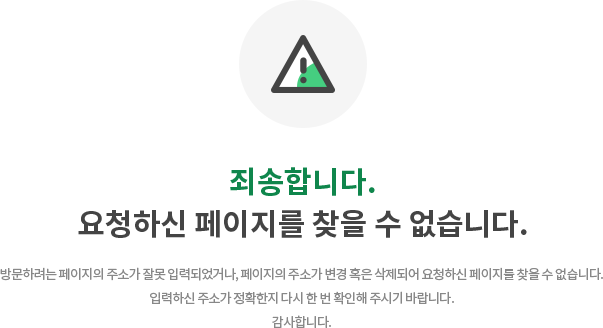 죄송합니다.
요청하신 페이지를 찾을 수 없습니다.
방문하려는 페이지의 주소가 잘못 입력되었거나, 페이지의 주소가 변경 혹은 삭제되어 요청하신 페이지를 찾을 수 없습니다.
입력하신 주소가 정확한지 다시 한 번 확인해 주시기 바랍니다.
감사합니다.